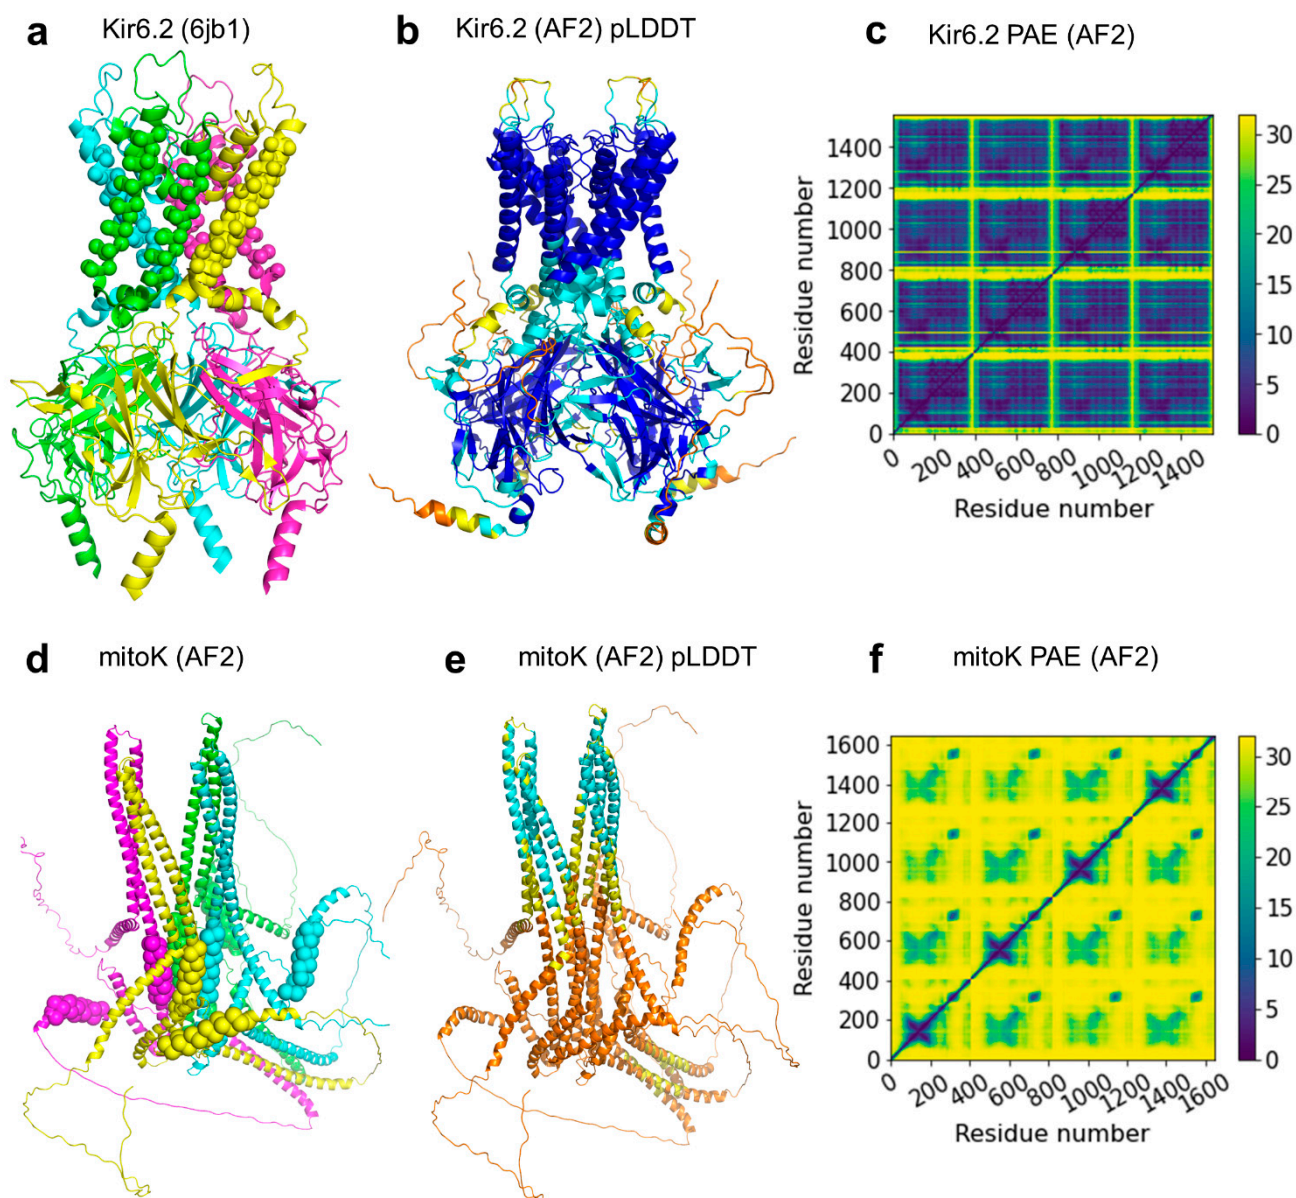 a Kir6.2 (6jb1)
b Kir6.2 (AF2) pLDDT
c Kir6.2 PAE (AF2)
Residue number
1400
1200
1000
800
600
400
200
0
0 200 400 600 800 1000 1200 1400
Residue number
30
25
20
15
10
5
0
d mitoK (AF2)
e mitoK (AF2) pLDDT
f mitoK PAE (AF2)
Residue number
1600
1400
1200
1000
800
600
400
200
0
0 200 400 600 800 1000 1200 1400 1600
Residue number
30
25
20
15
10
5
0